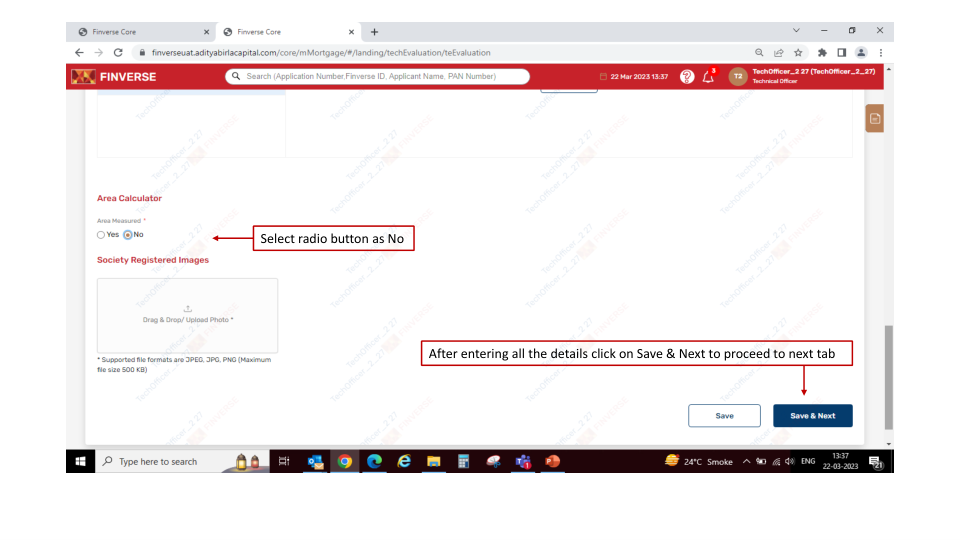 Finverse Core
Finverse Core
finverseuat.adityabirlacapital.com/core/mMortgage/#/landing/techEvaluation/teEvaluation
FINVERSE
Search (Application Number,Finverse ID, Applicant Name, PAN Number)
22 Mar 2023 13:37
3
T2
TechOfficer_2 27 (TechOfficer_2_27)
Technical Officer
Area Calculator
Area Measured *
Yes No
Select radio button as No
Society Registered Images
Drag & Drop/ Upload Photo *
* Supported file formats are JPEG, JPG, PNG (Maximum
file size 500 KB)
After entering all the details click on Save & Next to proceed to next tab
Save
Save & Next
Type here to search
24°C Smoke
ENG
13:37
22-03-2023
21